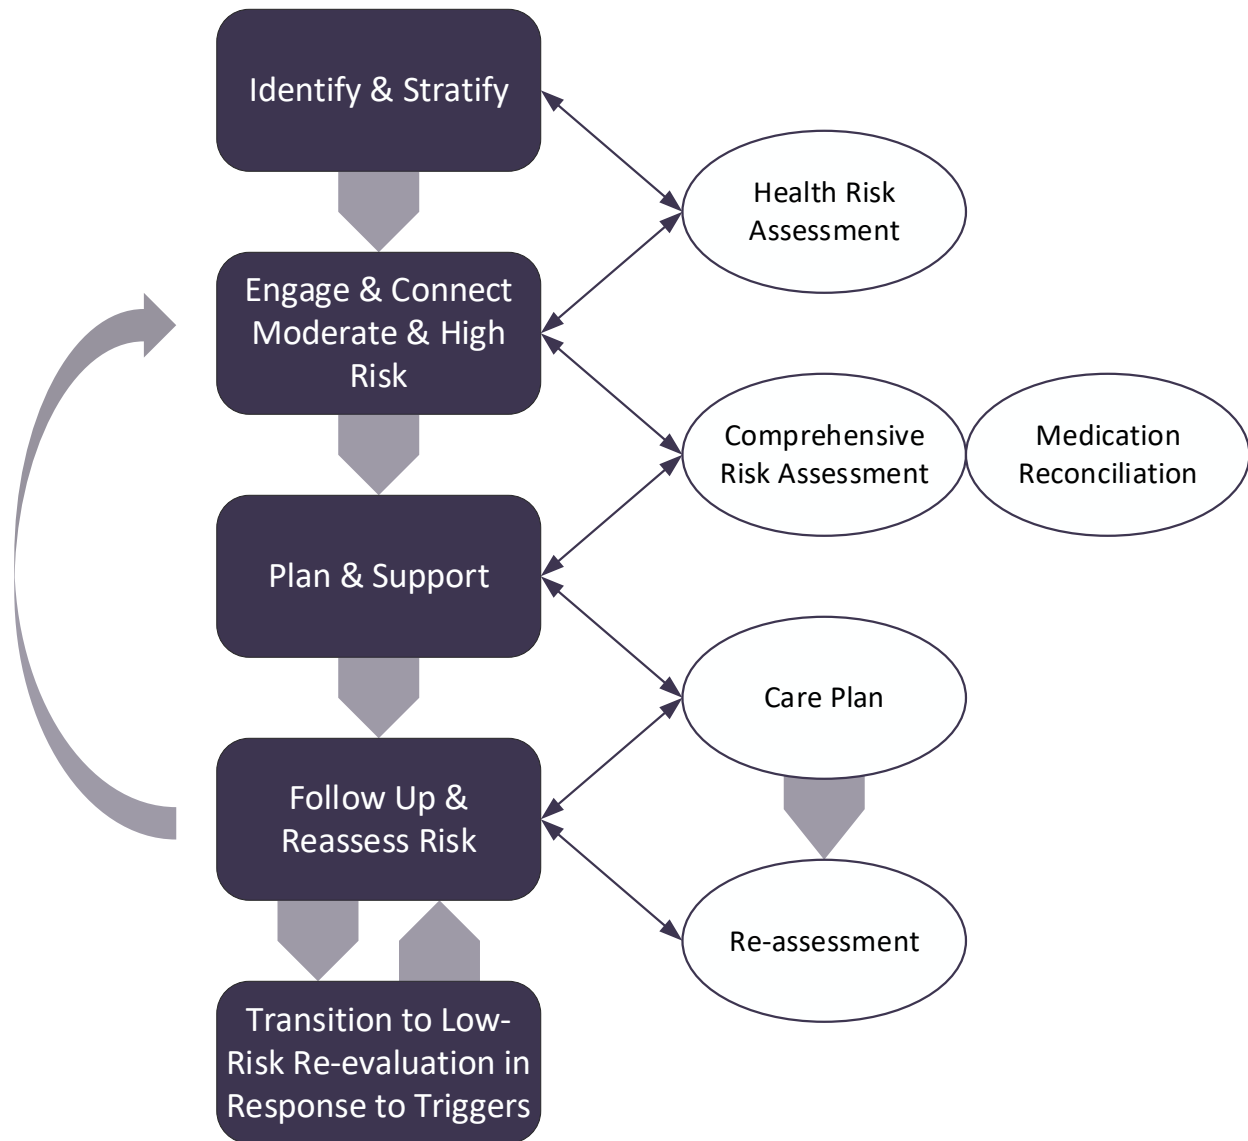 Identify & Stratify
Health Risk
Assessment
Engage & Connect
Moderate & High
Risk
Comprehensive
Risk Assessment
Medication
Reconciliation
Plan & Support
Care Plan
Follow Up &
Reassess Risk
Re-assessment
Transition to Low-
Risk Re-evaluation in
Response to Triggers